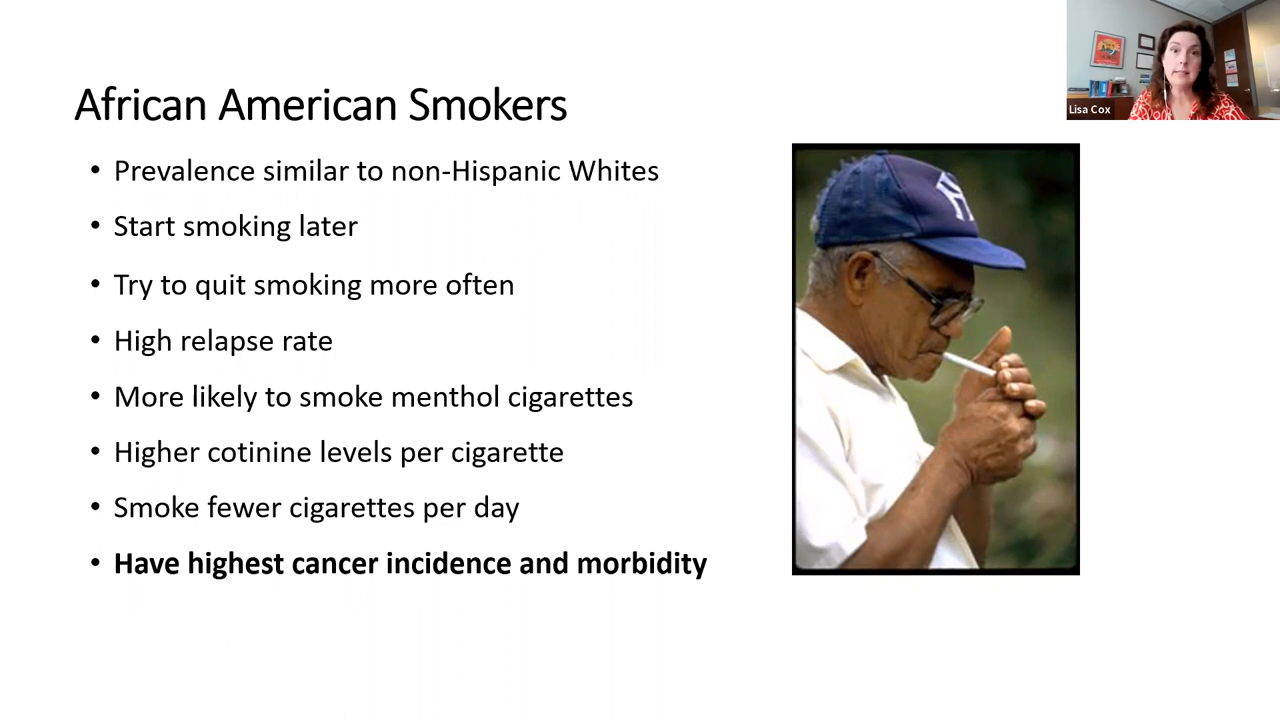 African American Smokers
• Prevalence similar to non-Hispanic Whites
• Start smoking later
• Try to quit smoking more often
• High relapse rate
• More likely to smoke menthol cigarettes
• Higher cotinine levels per cigarette
• Smoke fewer cigarettes per day
• Have highest cancer incidence and morbidity
Lisa Cox